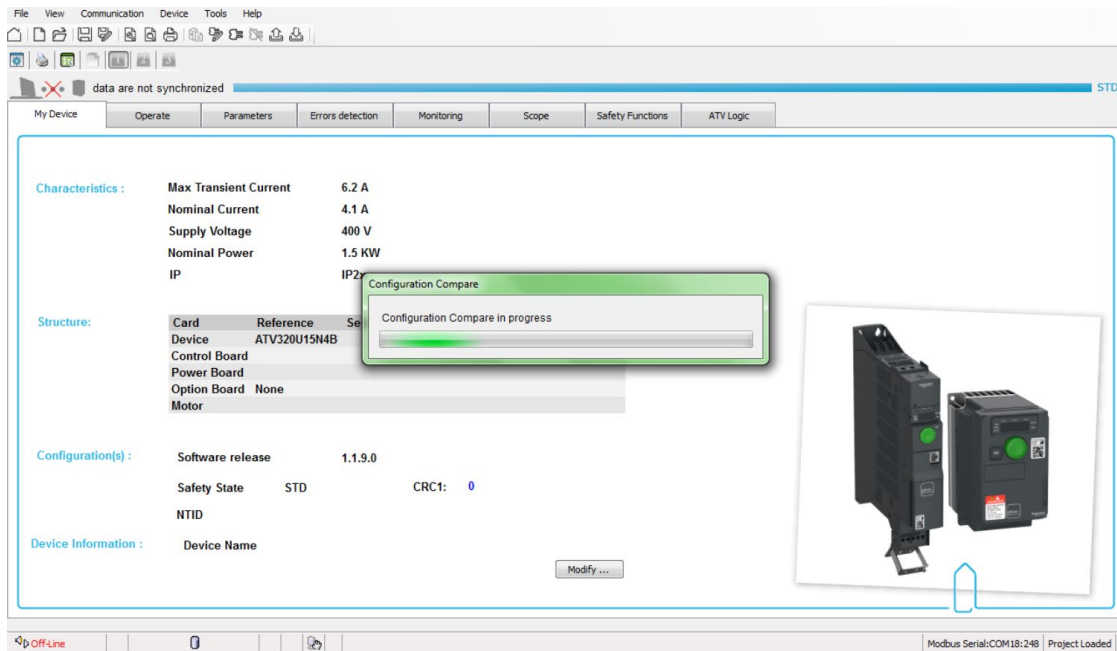 File View Communication Device Tools Help
data are not synchronized STD
My Device Operate Parameters Errors detection Monitoring Scope Safety Functions ATV Logic
Characteristics : Max Transient Current 6.2 A
Nominal Current 4.1 A
Supply Voltage 400 V
Nominal Power 1.5 KW
IP IP2x
Configuration Compare
Configuration Compare in progress
Structure: Card Reference Se
Device ATV320U15N4B
Control Board
Power Board
Option Board None
Motor
Configuration(s) : Software release 1.1.9.0
Safety State STD CRC1: 0
NTID
Device Information : Device Name
Modify ...
Off-Line Modbus Serial:COM18:248 Project Loaded